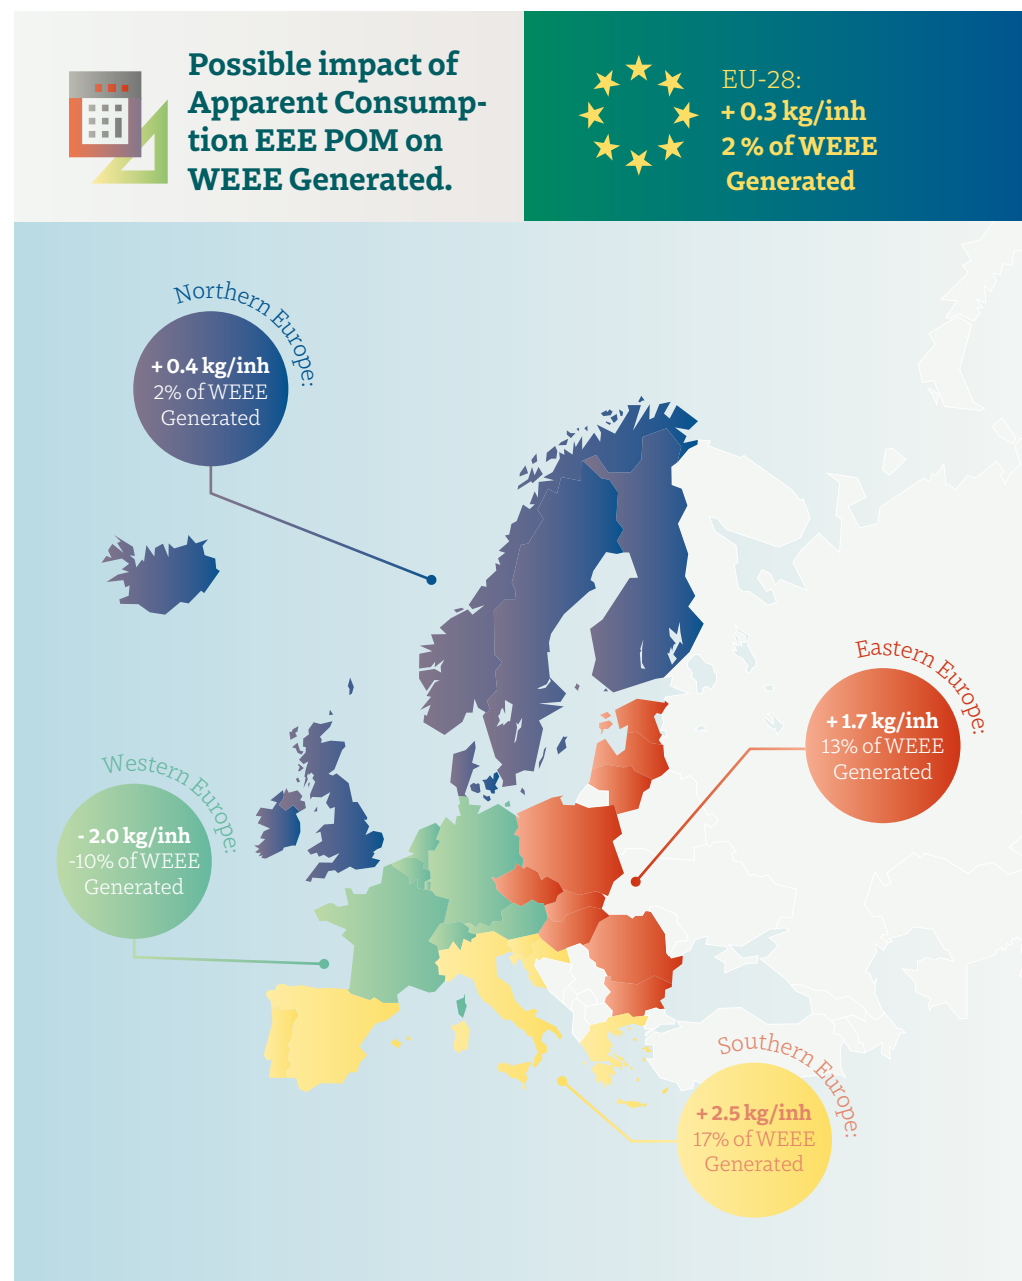 Possible impact of
Apparent Consump-
tion EEE POM on
WEEE Generated.
EU-28:
+ 0.3 kg/inh
2 % of WEEE
Generated
Northern Europe:
+ 0.4 kg/inh
2% of WEEE
Generated
Eastern Europe:
+ 1.7 kg/inh
13% of WEEE
Generated
Western Europe:
- 2.0 kg/inh
-10% of WEEE
Generated
Southern Europe:
+ 2.5 kg/inh
17% of WEEE
Generated